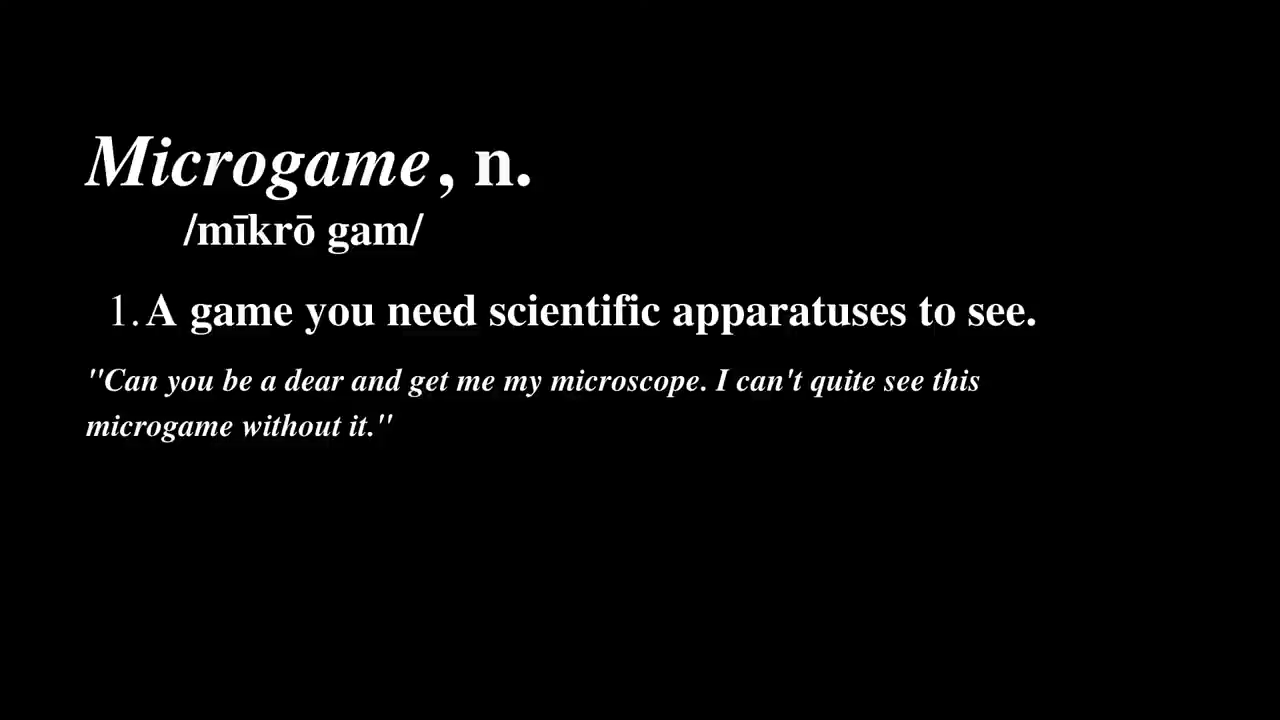 Microgame, n.
/mīkrō gam/
1. A game you need scientific apparatuses to see.
"Can you be a dear and get me my microscope. I can't quite see this
microgame without it."